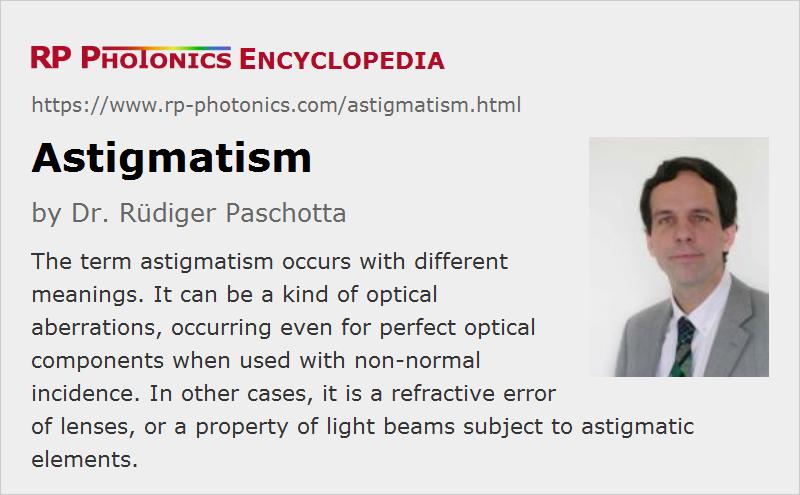 RP PHOTONICS ENCYCLOPEDIA
https://www.rp-photonics.com/astigmatism.html
Astigmatism
by Dr. Rüdiger Paschotta
The term astigmatism occurs with different
meanings. It can be a kind of optical
aberrations, occurring even for perfect optical
components when used with non-normal
incidence. In other cases, it is a refractive error
of lenses, or a property of light beams subject to astigmatic
elements.